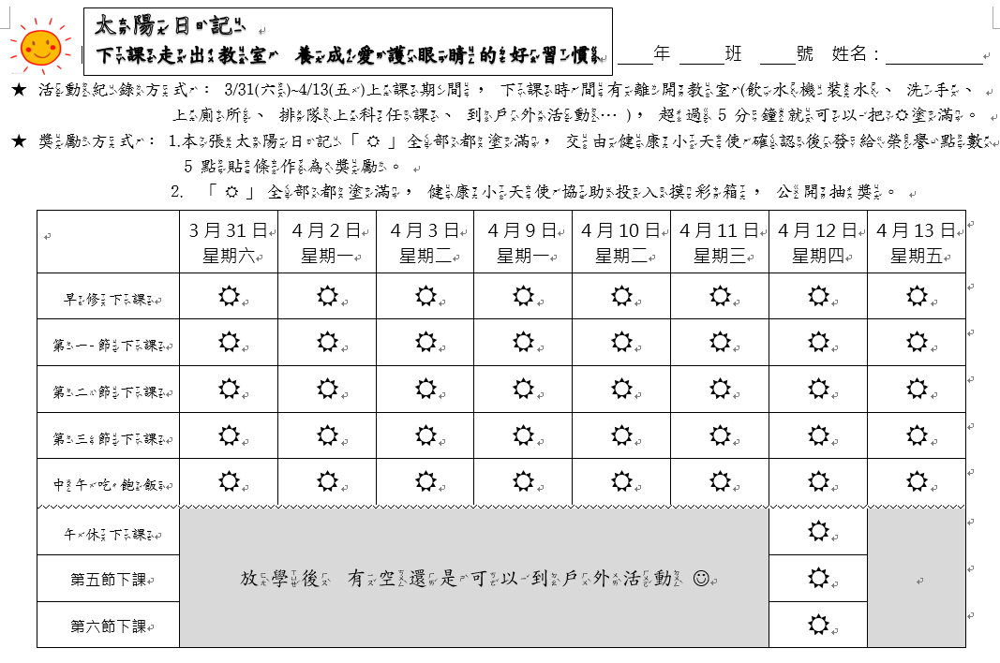 太陽日記
下課走出教室 養成愛護眼睛的好習慣 ____年 _____班 ____號 姓名：___________
★ 活動紀錄方式：3/31(六)~4/13(五)上課期間，下課時間有離開教室(飲水機裝水、洗手、
上廁所、排隊上科任課、到戶外活動… )，超過 5 分鐘就可以把☼塗滿。
★ 獎勵方式：1.本張太陽日記「☼」全部都塗滿，交由健康小天使確認後發給榮譽點數
5 點貼條作為獎勵。
2. 「☼」全部都塗滿，健康小天使協助投入摸彩箱，公開抽獎。
3 月 31 日 4 月 2 日 4 月 3 日 4 月 9 日 4 月 10 日 4 月 11 日 4 月 12 日 4 月 13 日
星期六 星期一 星期二 星期一 星期二 星期三 星期四 星期五
早修下課 ☼ ☼ ☼ ☼ ☼ ☼ ☼ ☼
第一節下課 ☼ ☼ ☼ ☼ ☼ ☼ ☼ ☼
第二節下課 ☼ ☼ ☼ ☼ ☼ ☼ ☼ ☼
第三節下課 ☼ ☼ ☼ ☼ ☼ ☼ ☼ ☼
中午吃飽飯 ☼ ☼ ☼ ☼ ☼ ☼ ☼ ☼
午休下課 ☼
第五節下課 放學後 有空還是可以到戶外活動 ☺ ☼
第六節下課 ☼